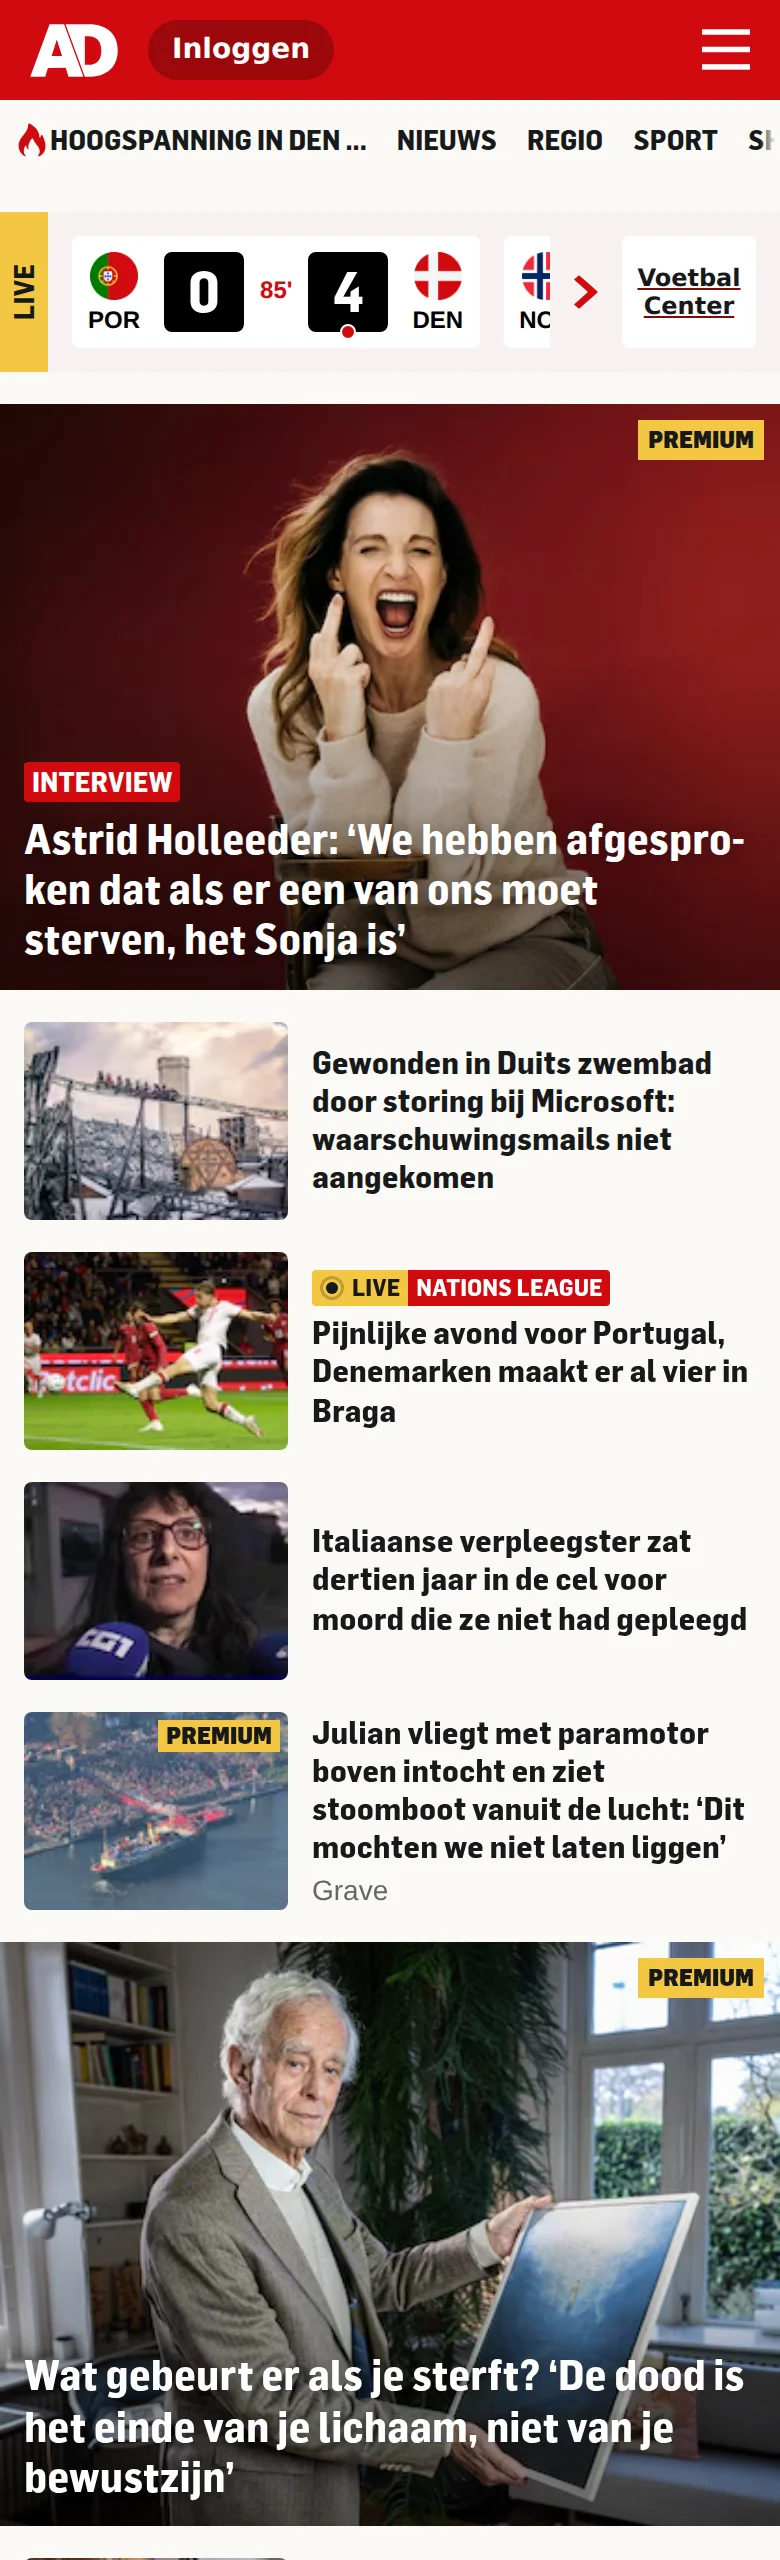 AD
Inloggen
HOOGSPANNING IN DEN ...
NIEUWS
REGIO
SPORT
LIVE
POR
0
85'
4
DEN
Voetbal
Center
PREMIUM
INTERVIEW
Astrid Holleeder: ‘We hebben afgespro-
ken dat als er een van ons moet
sterven, het Sonja is’
Gewonden in Duits zwembad
door storing bij Microsoft:
waarschuwingsmails niet
aangekomen
LIVE NATIONS LEAGUE
Pijnlijke avond voor Portugal,
Denemarken maakt er al vier in
Braga
Italiaanse verpleegster zat
dertien jaar in de cel voor
moord die ze niet had gepleegd
PREMIUM
Julian vliegt met paramotor
boven intocht en ziet
stoomboot vanuit de lucht: ‘Dit
mochten we niet laten liggen’
Grave
PREMIUM
Wat gebeurt er als je sterft? ‘De dood is
het einde van je lichaam, niet van je
bewustzijn’